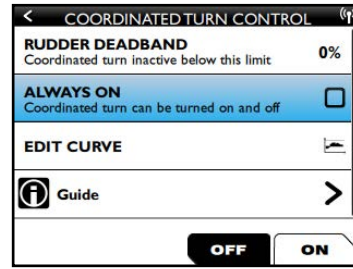 < COORDINATED TURN CONTROL
RUDDER DEADBAND
Coordinated turn inactive below this limit
0%
ALWAYS ON
Coordinated turn can be turned on and off
EDIT CURVE
Guide >
OFF ON